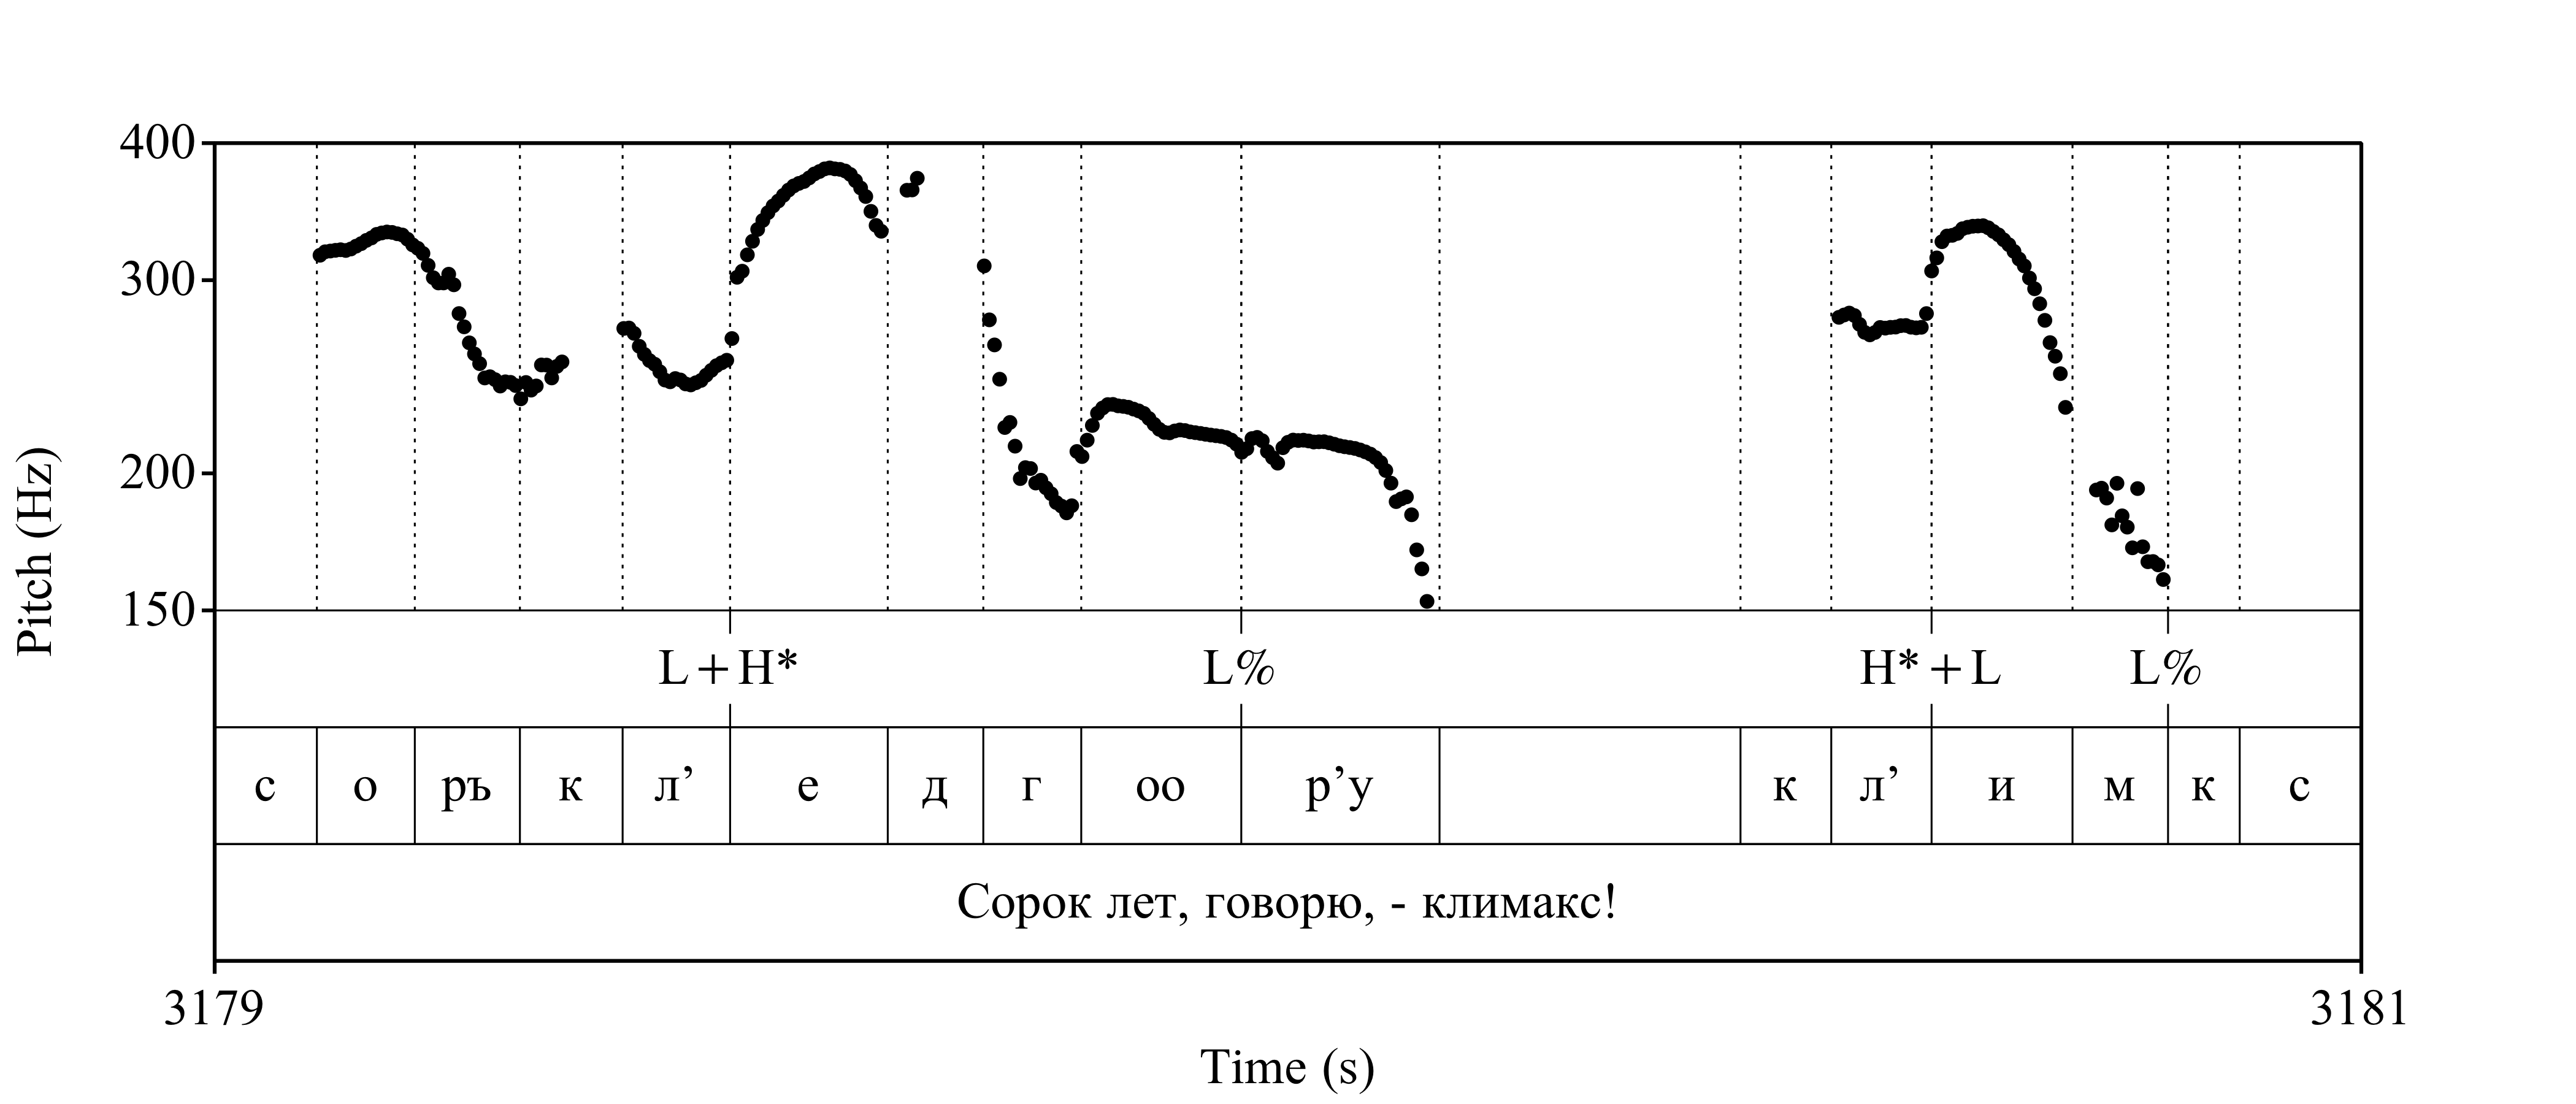 400
300
200
150
Pitch (Hz)
L+H* L% H*+L L%
с о ръ к л’ е д г оо р’у к л’ и м к с
Сорок лет, говорю, - климакс!
3179 3181
Time (s)